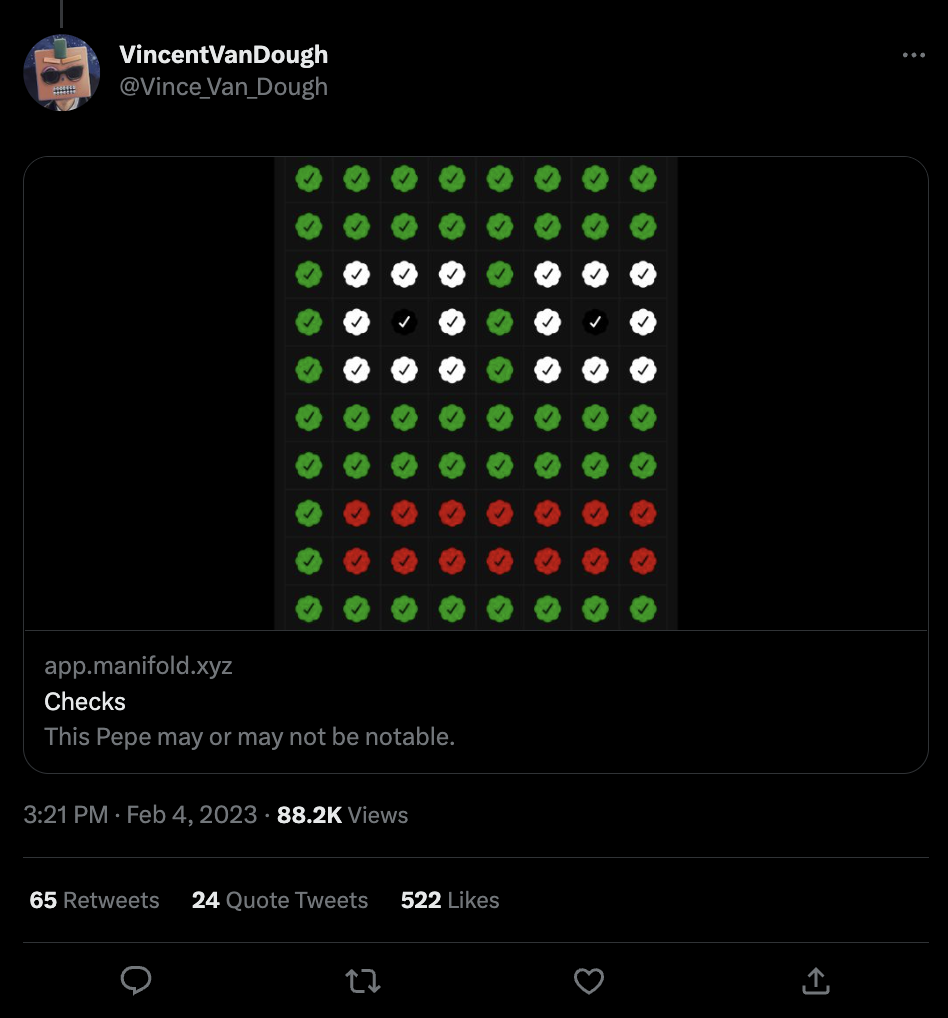 VincentVanDough
@Vince_Van_Dough
app.manifold.xyz
Checks
This Pepe may or may not be notable.
3:21 PM · Feb 4, 2023 · 88.2K Views
65 Retweets 24 Quote Tweets 522 Likes